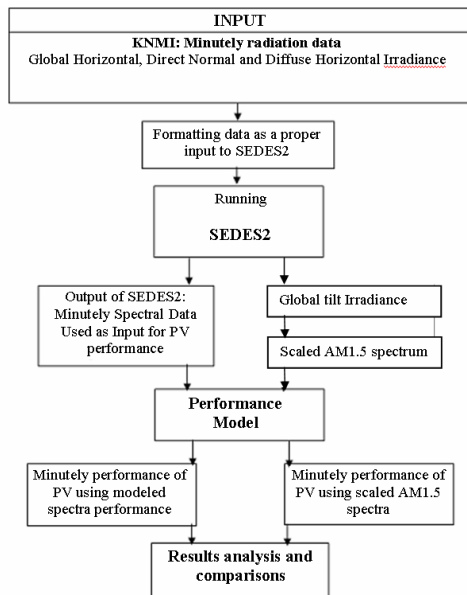 INPUT
KNMI: Minutely radiation data
Global Horizontal, Direct Normal and Diffuse Horizontal Irradiance
Formatting data as a proper
input to SEDES2
Running
SEDES2
Output of SEDES2:
Minutely Spectral Data
Used as Input for PV
performance
Global tilt Irradiance
Scaled AM1.5 spectrum
Performance
Model
Minutely performance of
PV using modeled
spectra performance
Minutely performance of
PV using scaled AM1.5
spectra
Results analysis and
comparisons